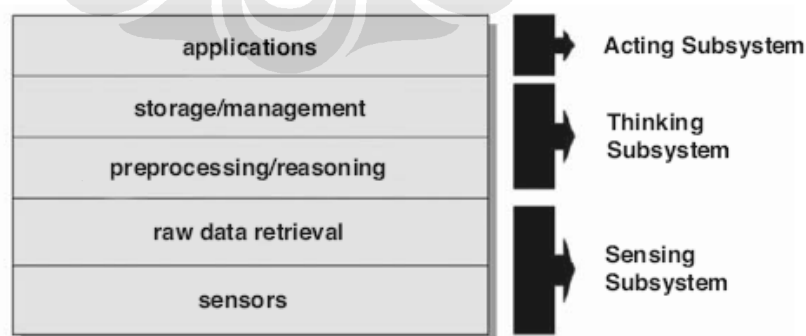 applications
storage/management
preprocessing/reasoning
raw data retrieval
sensors
Acting Subsystem
Thinking
Subsystem
Sensing
Subsystem